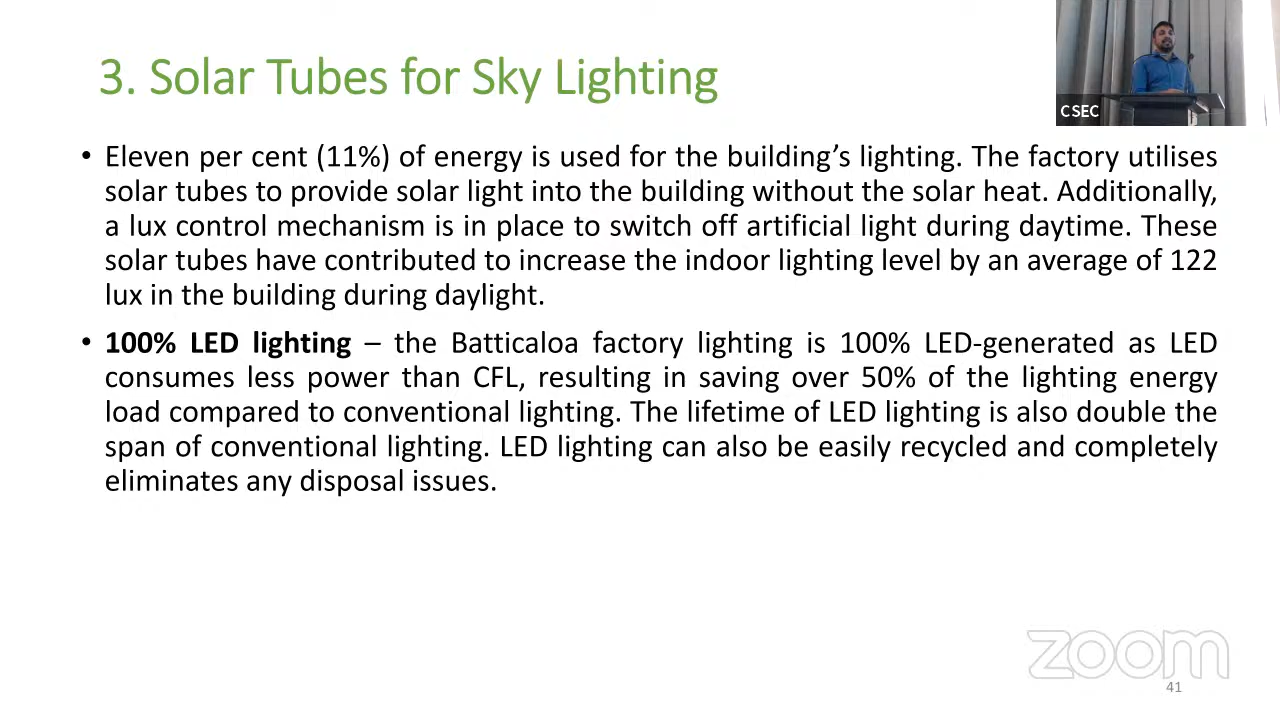 3. Solar Tubes for Sky Lighting
CSEC
• Eleven per cent (11%) of energy is used for the building’s lighting. The factory utilises
solar tubes to provide solar light into the building without the solar heat. Additionally,
a lux control mechanism is in place to switch off artificial light during daytime. These
solar tubes have contributed to increase the indoor lighting level by an average of 122
lux in the building during daylight.
• 100% LED lighting – the Batticaloa factory lighting is 100% LED-generated as LED
consumes less power than CFL, resulting in saving over 50% of the lighting energy
load compared to conventional lighting. The lifetime of LED lighting is also double the
span of conventional lighting. LED lighting can also be easily recycled and completely
eliminates any disposal issues.
zoom
41